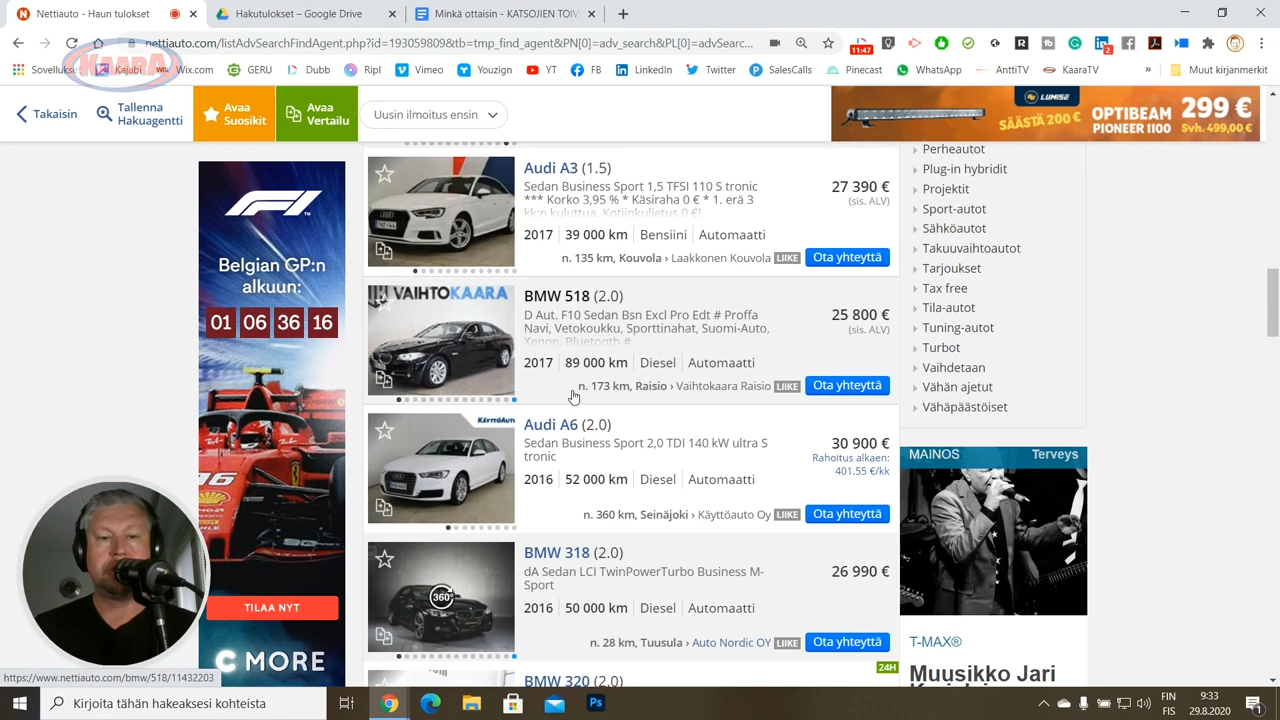 Nettiauto - Haun tulokset
Hakutulokset – Google Drive
Minkä ottaisin - KATSOJIEN TOIV
nettiauto.com/listAdvSearchFindAgent.php?id=193059809&tb=tmp_find_agent&PN[0]=adv_search&PL[0]=advSearc...
11:47
Sovellukset
Kajabi
Wix.com
GERU
Dubb
Ripl
Vimeo
Youzign
YT
FB
LinkedIn
Twitter
SalesCalls
Pinecast
WhatsApp
AnttiTV
KaaraTV
»
Muut kirjanmerkit
KAARA
Takaisin
Tallenna
Hakuagentti
Avaa
Suosikit
Avaa
Vertailu
Uusin ilmoitus ensin
LUMISE
SÄÄSTÄ 200 €
OPTIBEAM
PIONEER 1100
299 €
Svh. 499,00 €
F1
Belgian GP:n
alkuun:
01 06 36 16
TILAA NYT
C MORE
Audi A3 (1.5)
Sedan Business Sport 1,5 TFSI 110 S tronic
*** Korko 3,95 % * Käsiraha 0 € * 1. erä 3
kk:n kuluttua, Kotiinkuljetus 0 €!
27 390 €
(sis. ALV)
2017 39 000 km Bensiini Automaatti
n. 135 km, Kouvola › Laakkonen Kouvola LIIKE Ota yhteyttä
VAIHTOKAARA
BMW 518 (2.0)
D Aut. F10 Sedan Bsn Excl Pro Edt # Proffa
Navi, Vetokoukku, Sporttinahat, Suomi-Auto,
Xenon, Bluetooth #
25 800 €
(sis. ALV)
2017 89 000 km Diesel Automaatti
n. 173 km, Raisio › Vaihtokaara Raisio LIIKE Ota yhteyttä
KÄYTTÖAUTO
Audi A6 (2.0)
Sedan Business Sport 2,0 TDI 140 kW ultra S
tronic
30 900 €
Rahoitus alkaen:
401.55 €/kk
2016 52 000 km Diesel Automaatti
n. 360 km, Seinäjoki › Käyttöauto Oy LIIKE Ota yhteyttä
360°
BMW 318 (2.0)
dA Sedan LCI TwinPowerTurbo Business M-
Sport
26 990 €
2016 50 000 km Diesel Automaatti
n. 28 km, Tuusula › Auto Nordic OY LIIKE Ota yhteyttä
24H
BMW 320 (2.0)
Perheautot
Plug-in hybridit
Projektit
Sport-autot
Sähköautot
Takuuvaihtoautot
Tarjoukset
Tax free
Tila-autot
Tuning-autot
Turbot
Vaihdetaan
Vähän ajetut
Vähäpäästöiset
MAINOS
Terveys
T-MAX®
Muusikko Jari
https://www.nettiauto.com/bmw/518/11432203
Kirjoita tähän hakeaksesi kohteista
FIN
FIS
9:33
29.8.2020